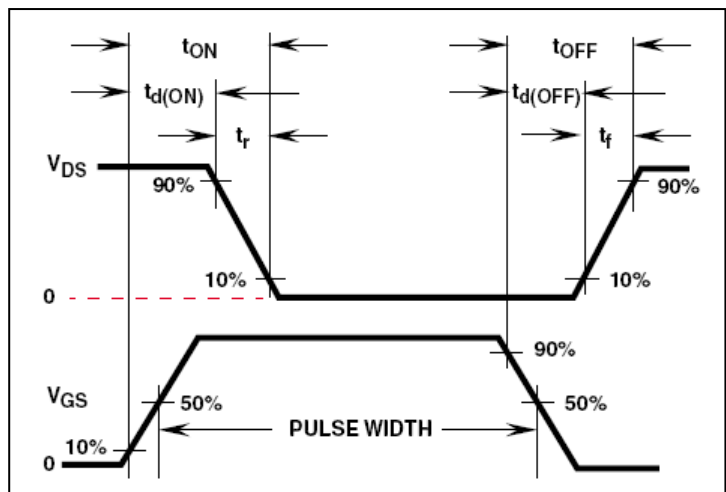 tON tOFF
td(ON) td(OFF)
tr tf
VDS
90% 90%
10% 10%
0
90%
VGS 50% 50%
PULSE WIDTH
10%
0